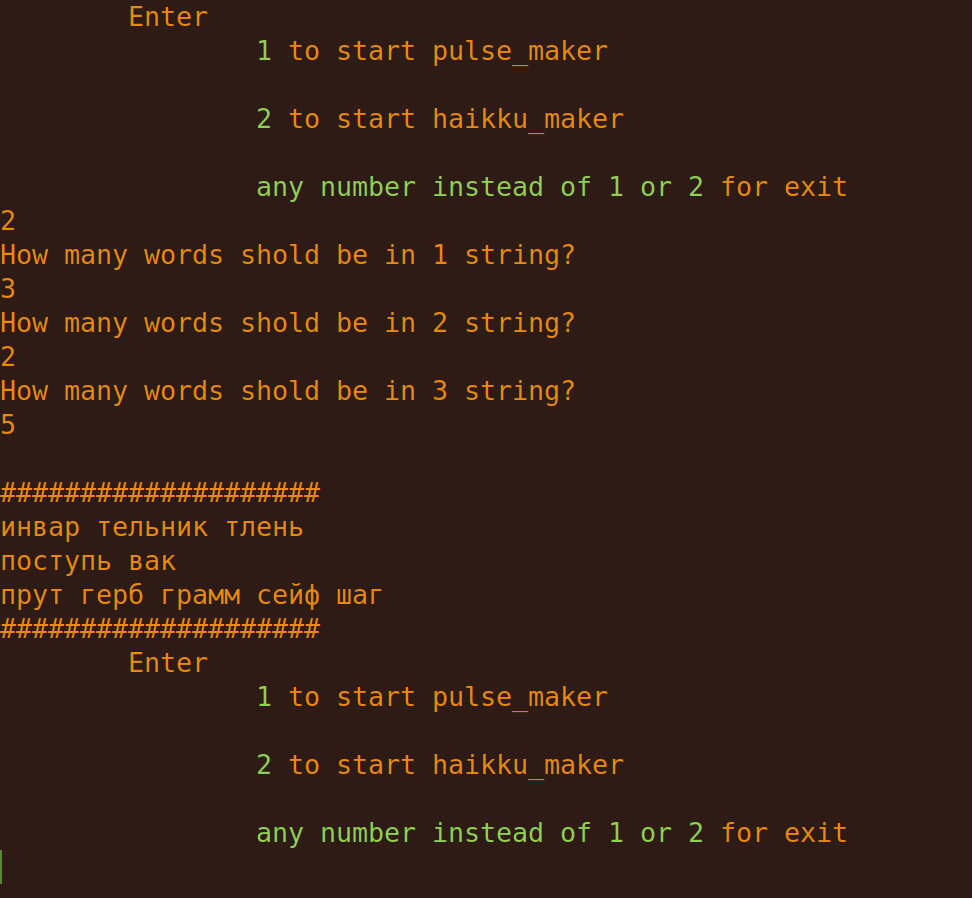 Enter
1 to start pulse_maker
2 to start haikku_maker
any number instead of 1 or 2 for exit
2
How many words shold be in 1 string?
3
How many words shold be in 2 string?
2
How many words shold be in 3 string?
5
####################
инвар тельник тлень
поступь вак
прут герб грамм сейф шаг
####################
Enter
1 to start pulse_maker
2 to start haikku_maker
any number instead of 1 or 2 for exit